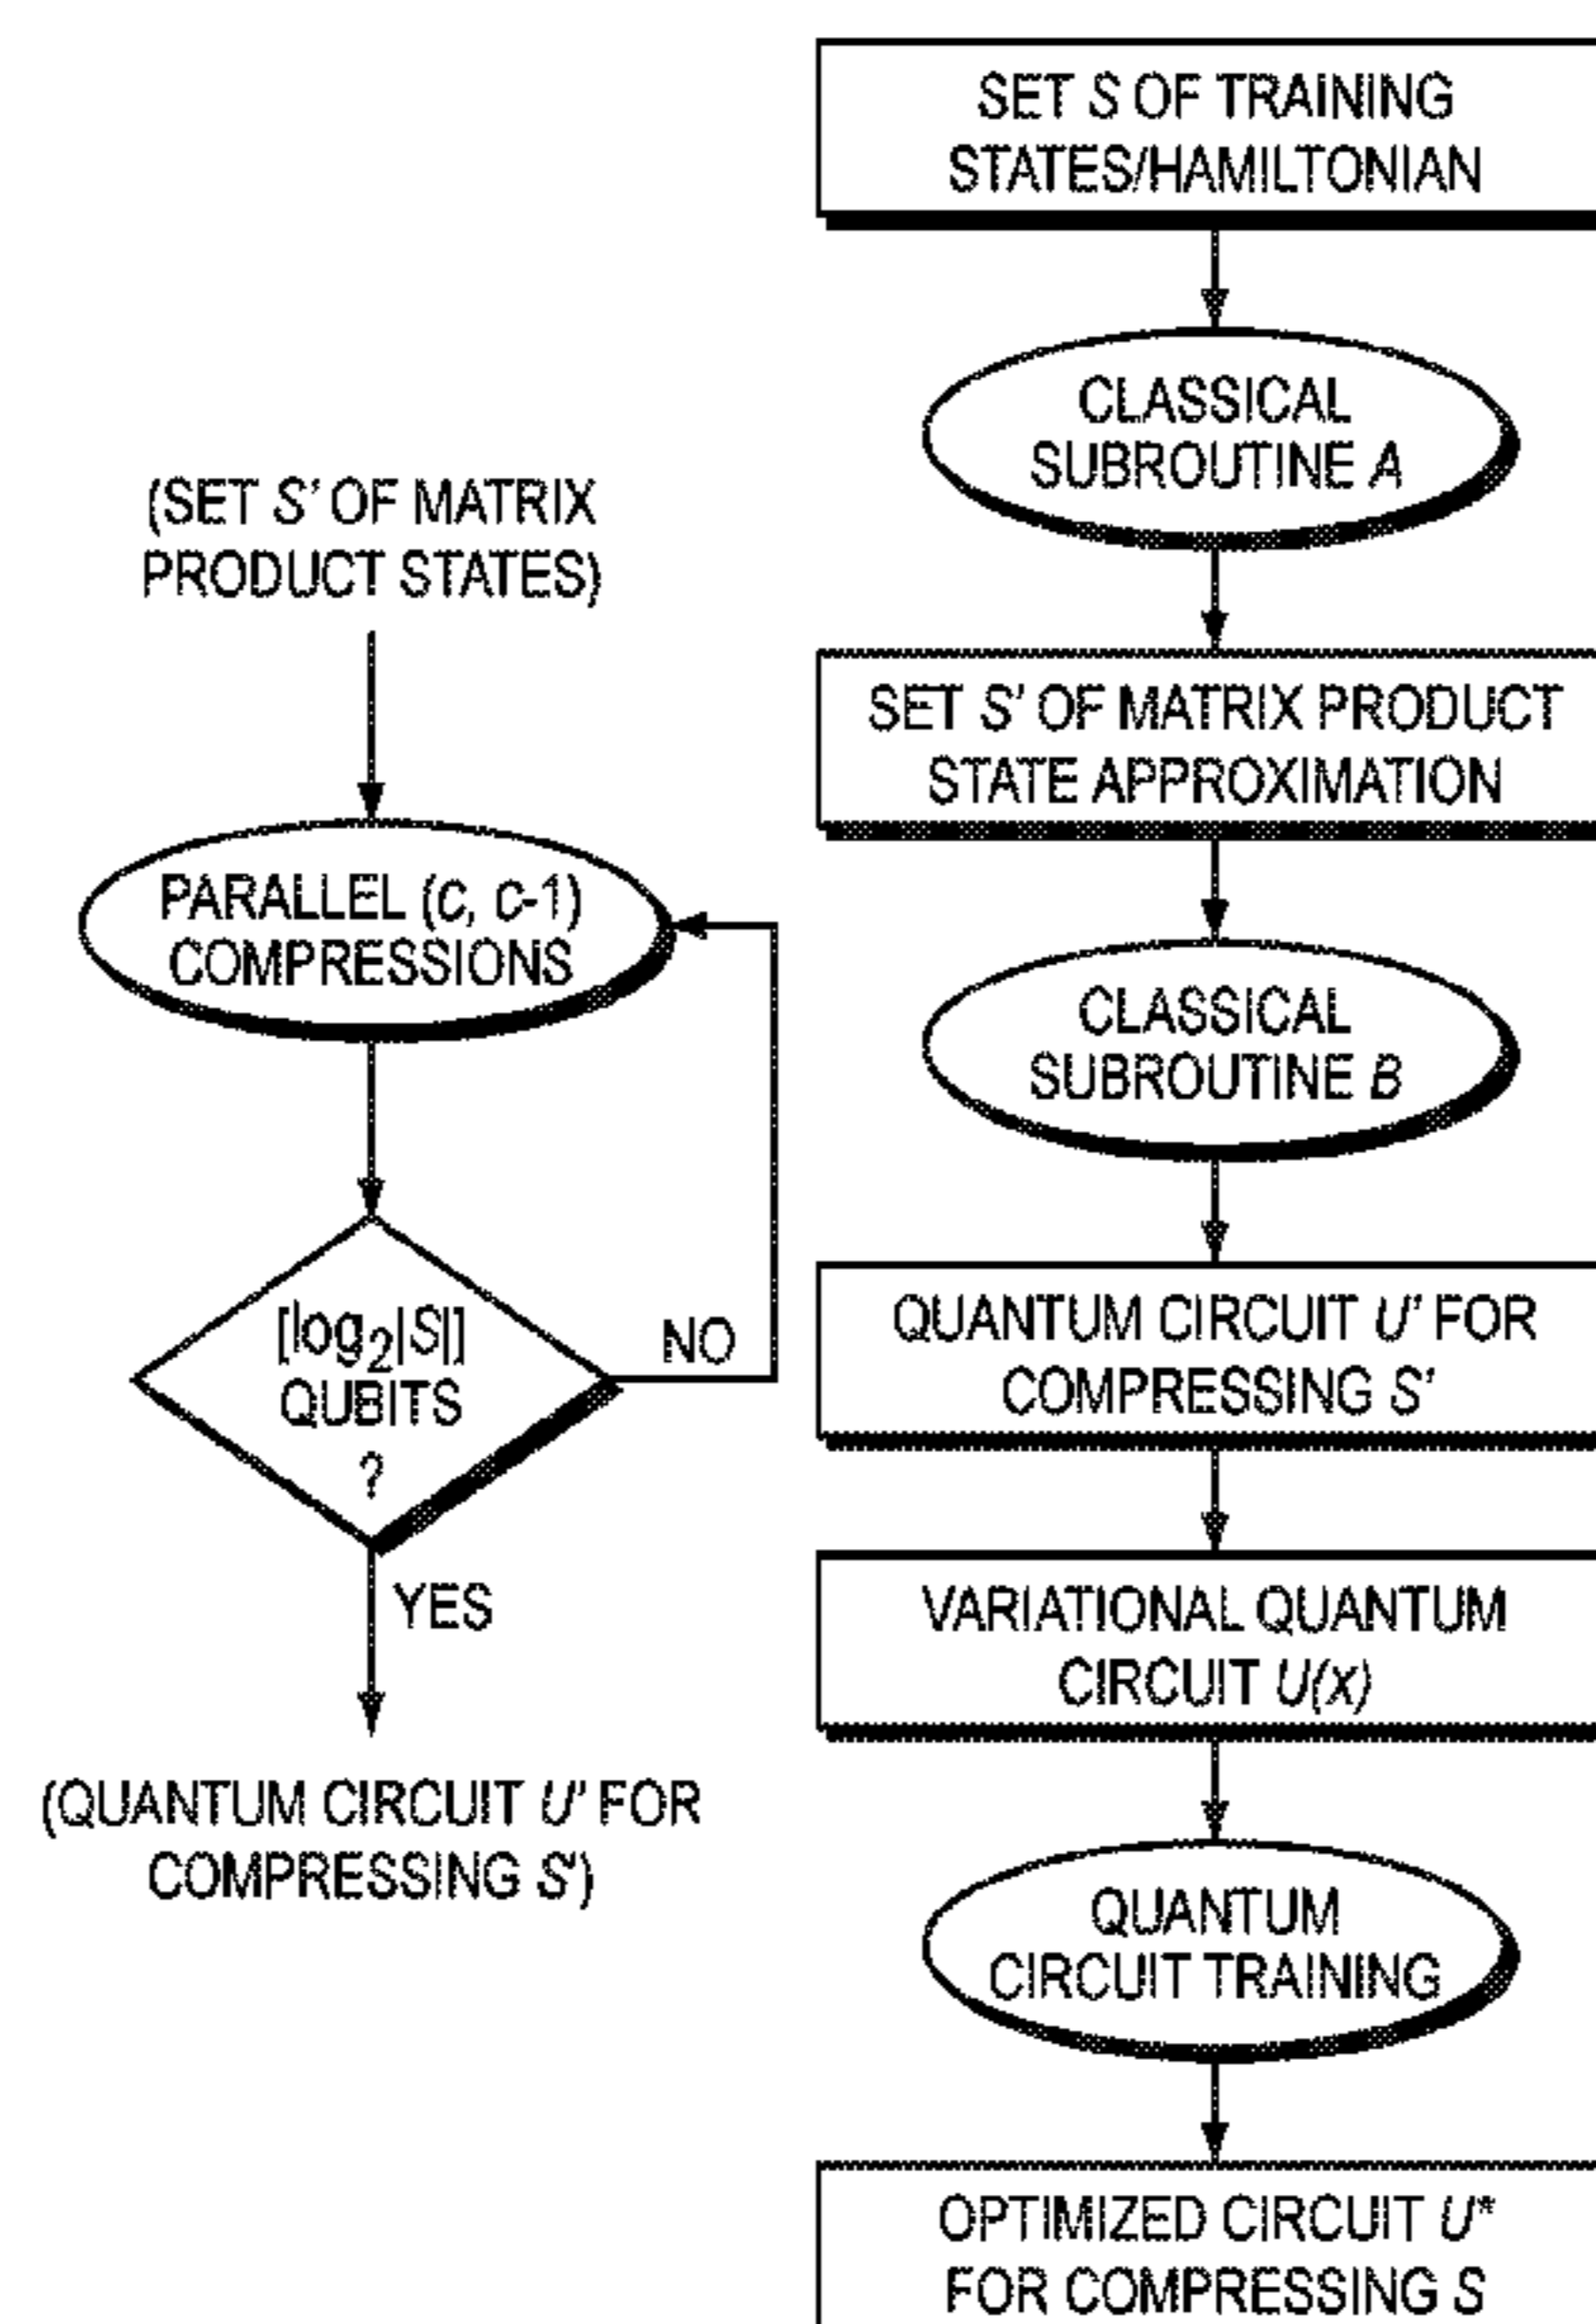 (SET S' OF MATRIX
PRODUCT STATES)
PARALLEL (c, c-1)
COMPRESSIONS
[log2|S|]
QUBITS
?
NO
YES
(QUANTUM CIRCUIT U' FOR
COMPRESSING S')
SET S OF TRAINING
STATES/HAMILTONIAN
CLASSICAL
SUBROUTINE A
SET S' OF MATRIX PRODUCT
STATE APPROXIMATION
CLASSICAL
SUBROUTINE B
QUANTUM CIRCUIT U' FOR
COMPRESSING S'
VARIATIONAL QUANTUM
CIRCUIT U(x)
QUANTUM
CIRCUIT TRAINING
OPTIMIZED CIRCUIT U*
FOR COMPRESSING S